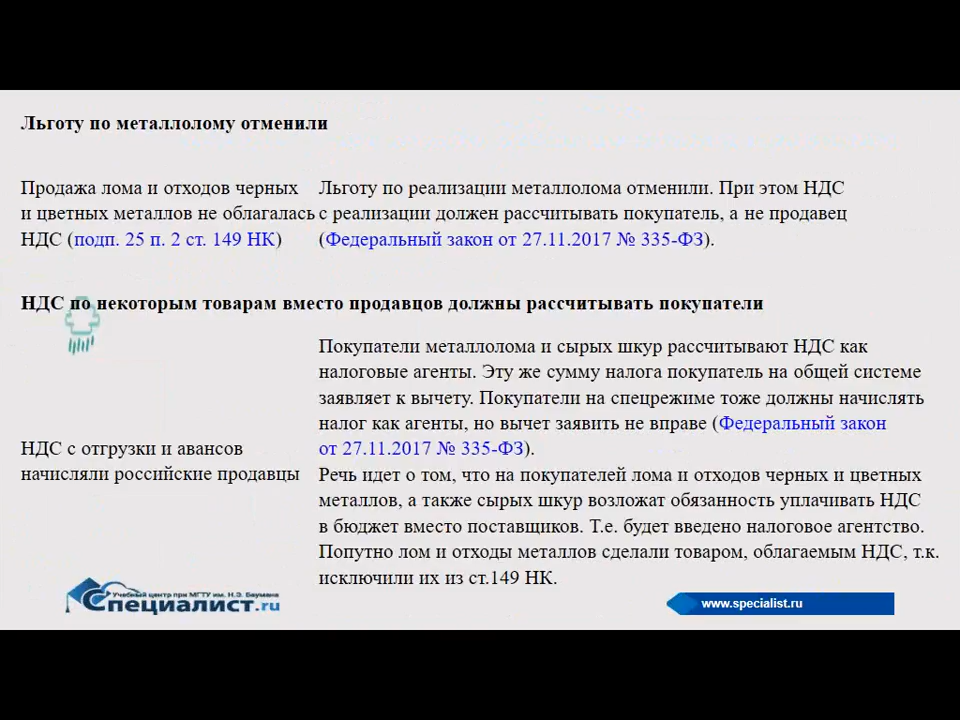 Льготу по металлолому отменили
Продажа лома и отходов черных
и цветных металлов не облагалась
НДС (подп. 25 п. 2 ст. 149 НК)
Льготу по реализации металлолома отменили. При этом НДС
с реализации должен рассчитывать покупатель, а не продавец
(Федеральный закон от 27.11.2017 № 335-ФЗ).
НДС по некоторым товарам вместо продавцов должны рассчитывать покупатели
НДС с отгрузки и авансов
начисляли российские продавцы
Покупатели металлолома и сырых шкур рассчитывают НДС как
налоговые агенты. Эту же сумму налога покупатель на общей системе
заявляет к вычету. Покупатели на спецрежиме тоже должны начислять
налог как агенты, но вычет заявить не вправе (Федеральный закон
от 27.11.2017 № 335-ФЗ).
Речь идет о том, что на покупателей лома и отходов черных и цветных
металлов, а также сырых шкур возложат обязанность уплачивать НДС
в бюджет вместо поставщиков. Т.е. будет введено налоговое агентство.
Попутно лом и отходы металлов сделали товаром, облагаемым НДС, т.к.
исключили их из ст.149 НК.
Учебный центр при МГТУ им. Н.Э. Баумана
Специалист.ru
www.specialist.ru